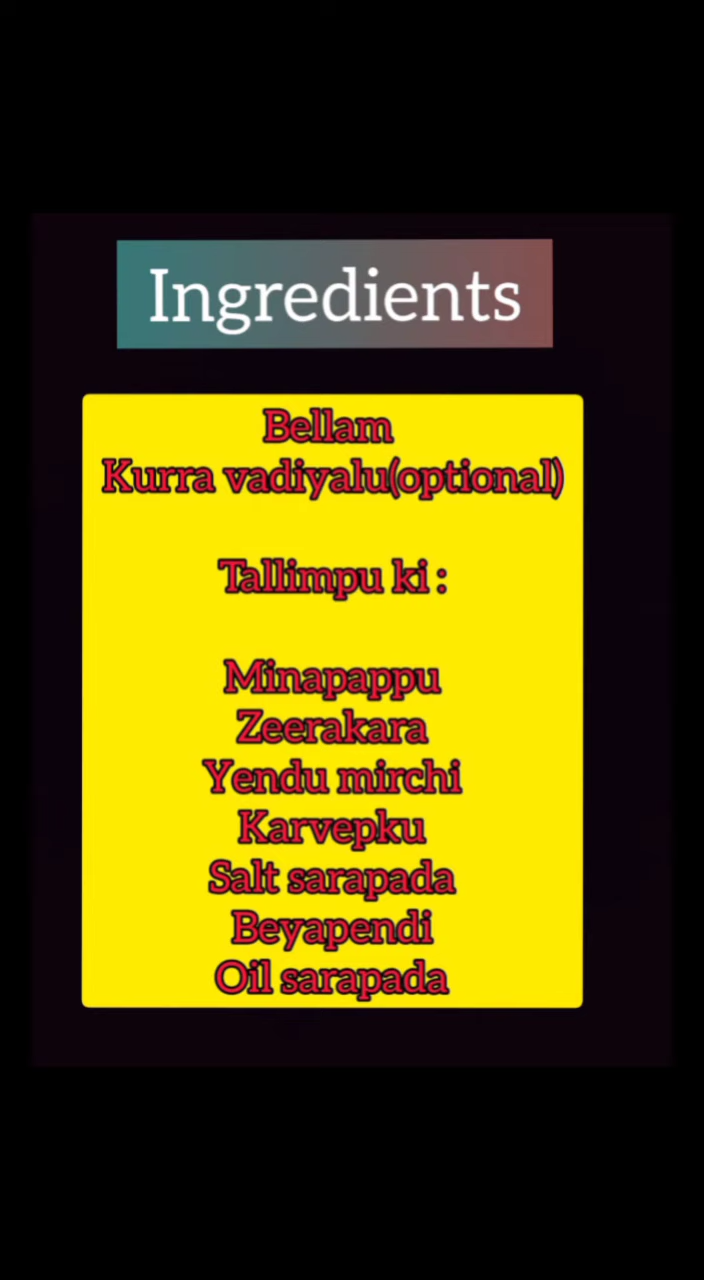 Ingredients
Bellam
Kurra vadiyalu(optional)
Tallimpu ki :
Minapappu
Zeerakara
Yendu mirchi
Karvepku
Salt sarapada
Beyapendi
Oil sarapada